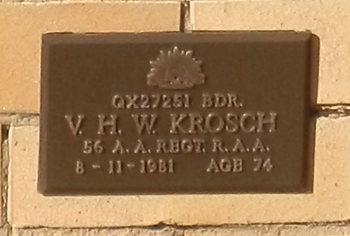 QX27251 BDR.
V. H. W. KROSCH
56 A. A. REGT. R. A. A.
8 - 11 - 1981 AGE 74